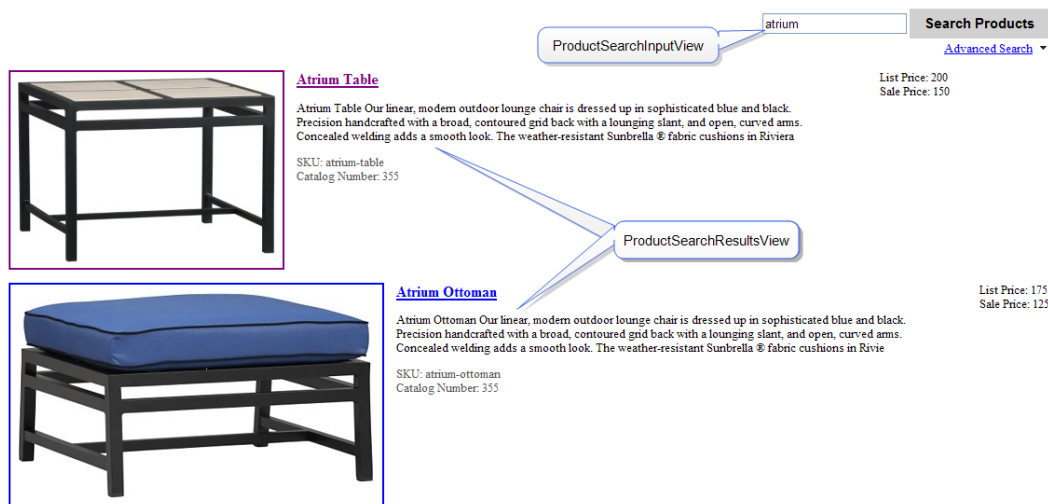 atrium
Search Products
ProductSearchInputView
Advanced Search
Atrium Table
List Price: 200
Sale Price: 150
Atrium Table Our linear, modern outdoor lounge chair is dressed up in sophisticated blue and black.
Precision handcrafted with a broad, contoured grid back with a lounging slant, and open, curved arms.
Concealed welding adds a smooth look. The weather-resistant Sunbrella ® fabric cushions in Riviera
SKU: atrium-table
Catalog Number: 355
ProductSearchResultsView
Atrium Ottoman
List Price: 175
Sale Price: 125
Atrium Ottoman Our linear, modern outdoor lounge chair is dressed up in sophisticated blue and black.
Precision handcrafted with a broad, contoured grid back with a lounging slant, and open, curved arms.
Concealed welding adds a smooth look. The weather-resistant Sunbrella ® fabric cushions in Rivie
SKU: atrium-ottoman
Catalog Number: 355